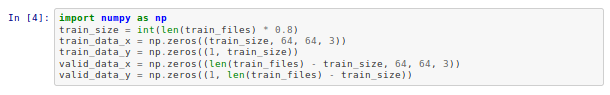 In [4]: import numpy as np
train_size = int(len(train_files) * 0.8)
train_data_x = np.zeros((train_size, 64, 64, 3))
train_data_y = np.zeros((1, train_size))
valid_data_x = np.zeros((len(train_files) - train_size, 64, 64, 3))
valid_data_y = np.zeros((1, len(train_files) - train_size))